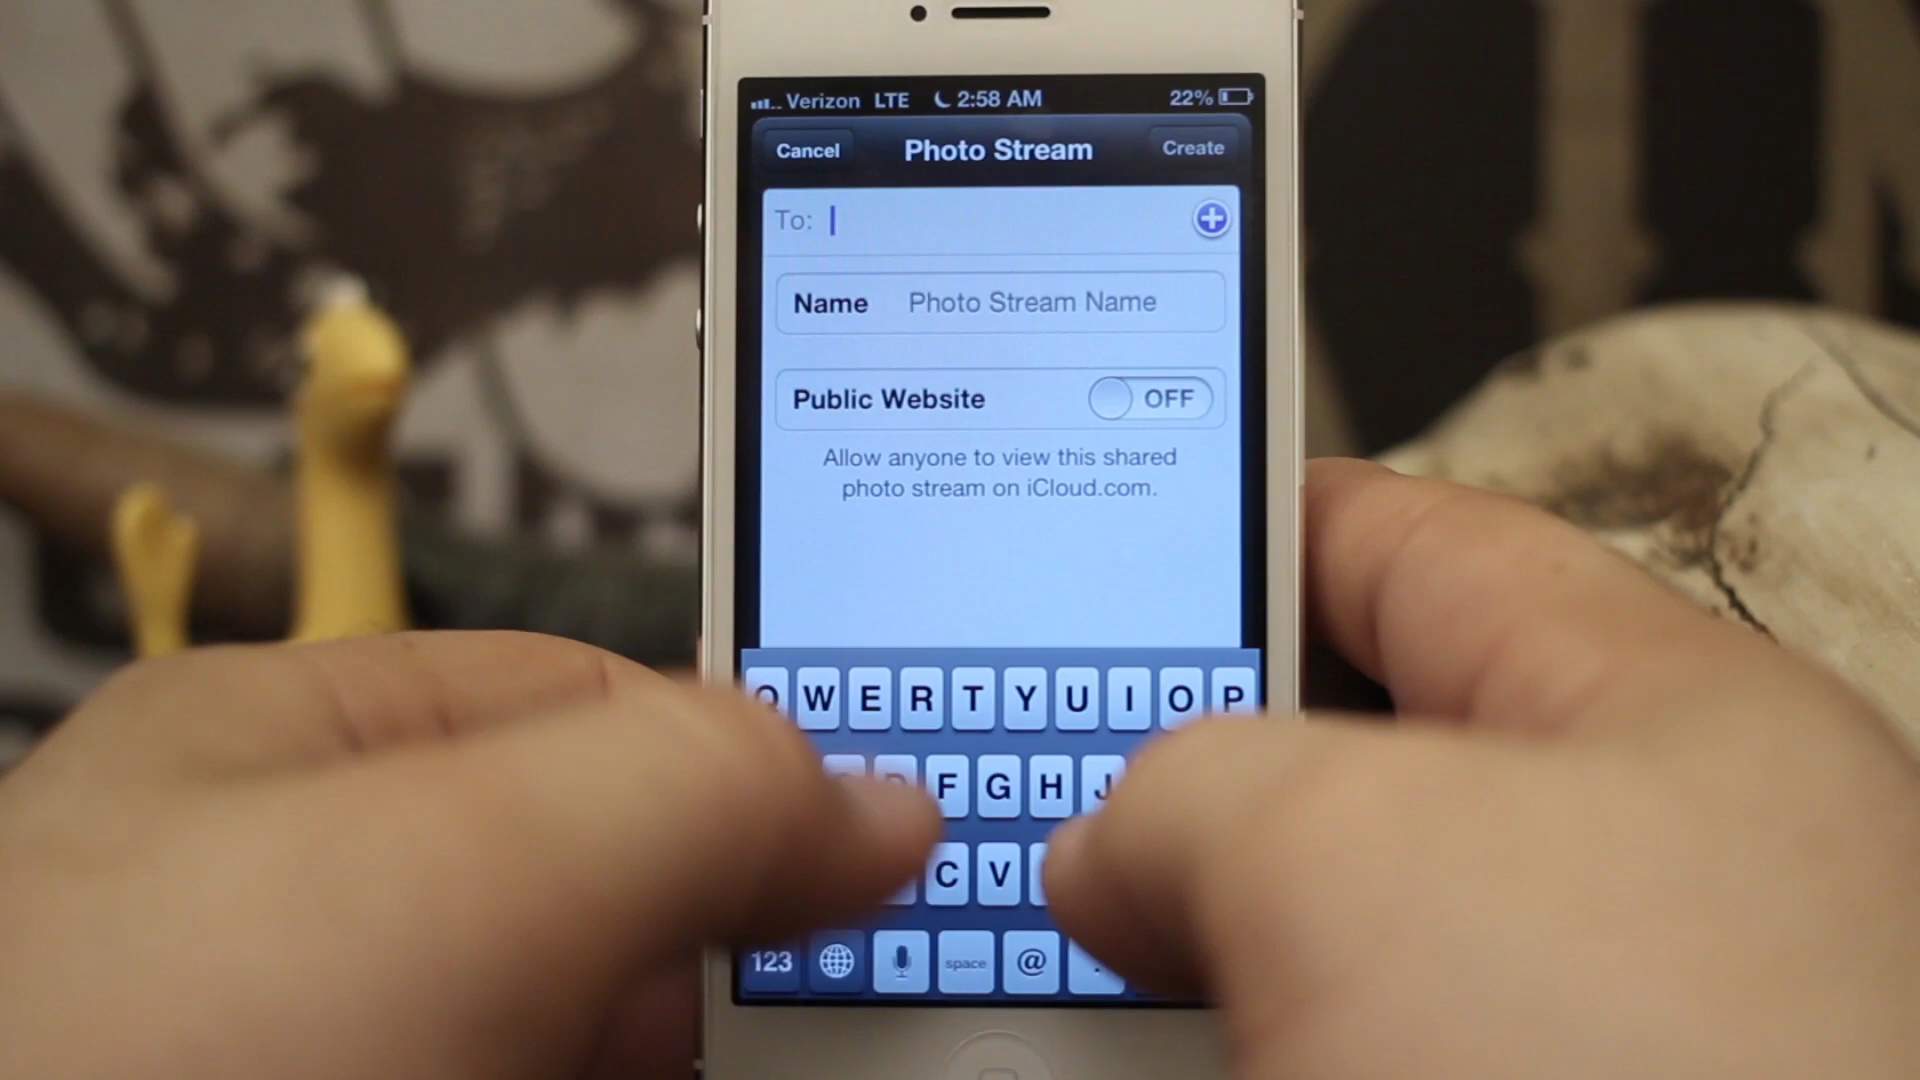 Verizon LTE 2:58 AM 22%
Cancel Photo Stream Create
To:
Name Photo Stream Name
Public Website OFF
Allow anyone to view this shared
photo stream on iCloud.com.
Q W E R T Y U I O P
F G H J
C V
123 space @ .